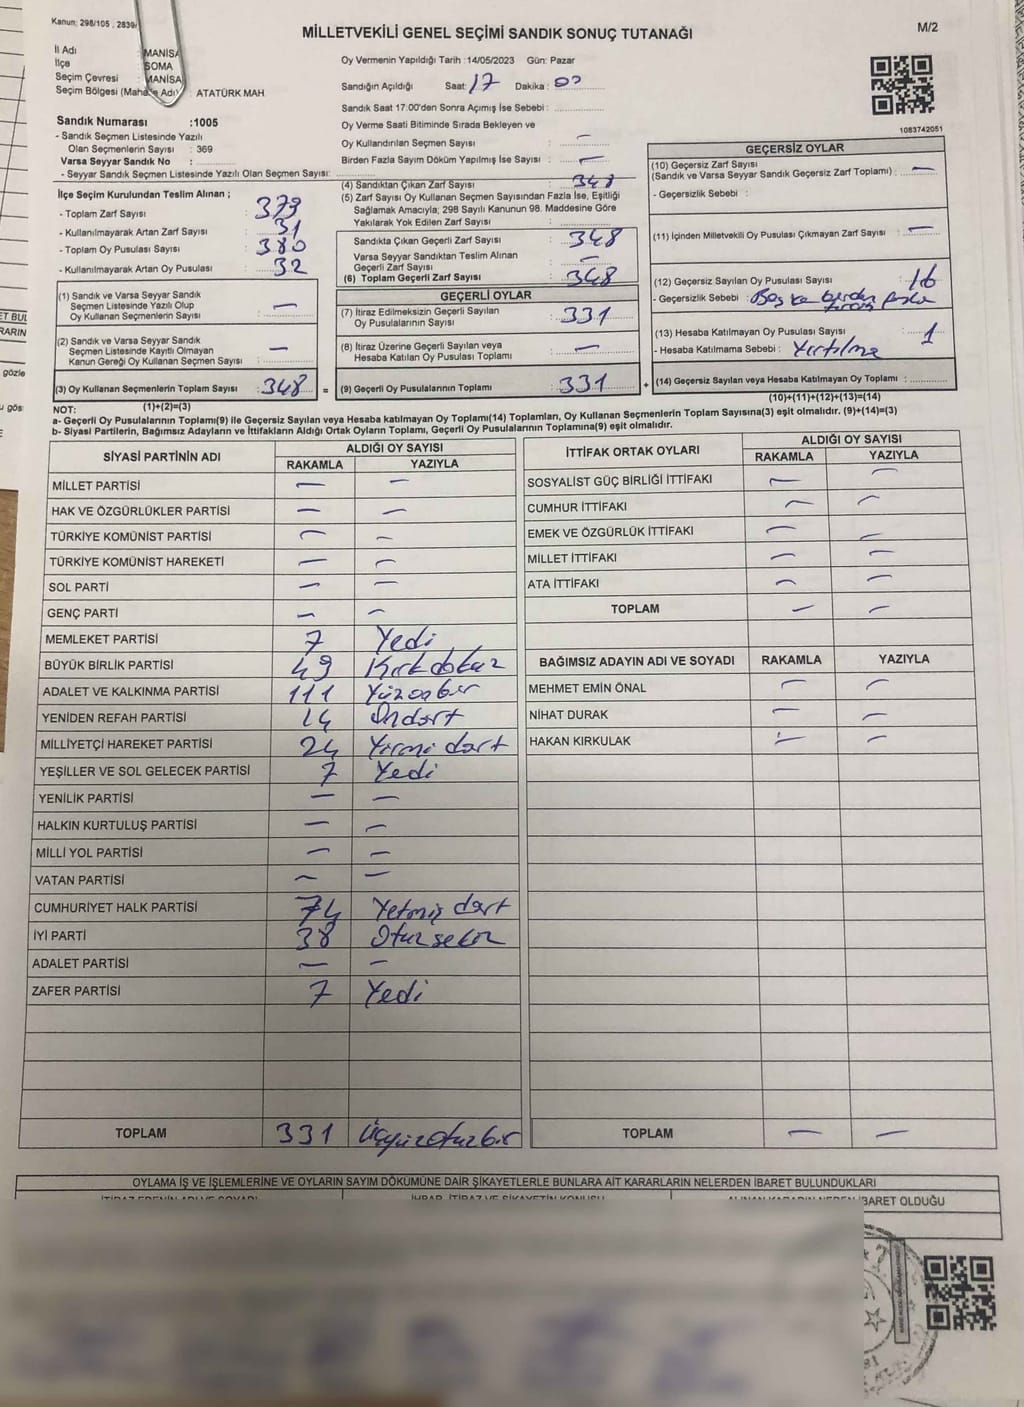 Kanun: 298/105 , 2839/
MİLLETVEKİLİ GENEL SEÇİMİ SANDIK SONUÇ TUTANAĞI
M/2
İl Adı MANİSA
İlçe SOMA
Seçim Çevresi : MANİSA
Seçim Bölgesi (Mahalle Adı) : ATATÜRK MAH
Oy Vermenin Yapıldığı Tarih : 14/05/2023 Gün: Pazar
Sandığın Açıldığı Saat: 17 Dakika : 00
Sandık Saat 17:00'den Sonra Açımış İse Sebebi :
Oy Verme Saati Bitiminde Sırada Bekleyen ve
Oy Kullandırılan Seçmen Sayısı : —
Birden Fazla Sayım Döküm Yapılmış İse Sayısı : —
1083742051
Sandık Numarası :1005
- Sandık Seçmen Listesinde Yazılı
Olan Seçmenlerin Sayısı : 369
Varsa Seyyar Sandık No :
- Seyyar Sandık Seçmen Listesinde Yazılı Olan Seçmen Sayısı:
İlçe Seçim Kurulundan Teslim Alınan ;
- Toplam Zarf Sayısı : 379
- Kullanılmayarak Artan Zarf Sayısı : 31
- Toplam Oy Pusulası Sayısı : 380
- Kullanılmayarak Artan Oy Pusulası : 32
(1) Sandık ve Varsa Seyyar Sandık
Seçmen Listesinde Yazılı Olup
Oy Kullanan Seçmenlerin Sayısı : —
(2) Sandık ve Varsa Seyyar Sandık
Seçmen Listesinde Kayıtlı Olmayan
Kanun Gereği Oy Kullanan Seçmen Sayısı : —
(3) Oy Kullanan Seçmenlerin Toplam Sayısı : 348 =
(4) Sandıktan Çıkan Zarf Sayısı : 348
(5) Zarf Sayısı Oy Kullanan Seçmen Sayısından Fazla İse, Eşitliği
Sağlamak Amacıyla; 298 Sayılı Kanunun 98. Maddesine Göre
Yakılarak Yok Edilen Zarf Sayısı :
Sandıkta Çıkan Geçerli Zarf Sayısı : 348
Varsa Seyyar Sandıktan Teslim Alınan
Geçerli Zarf Sayısı : —
(6) Toplam Geçerli Zarf Sayısı : 348
GEÇERLİ OYLAR
(7) İtiraz Edilmeksizin Geçerli Sayılan
Oy Pusulalarının Sayısı : 331
(8) İtiraz Üzerine Geçerli Sayılan veya
Hesaba Katılan Oy Pusulası Toplamı : —
(9) Geçerli Oy Pusulalarının Toplamı : 331 +
GEÇERSİZ OYLAR
(10) Geçersiz Zarf Sayısı
(Sandık ve Varsa Seyyar Sandık Geçersiz Zarf Toplamı) : —
- Geçersizlik Sebebi :
(11) İçinden Milletvekili Oy Pusulası Çıkmayan Zarf Sayısı : —
(12) Geçersiz Sayılan Oy Pusulası Sayısı : 16
- Geçersizlik Sebebi :
(13) Hesaba Katılmayan Oy Pusulası Sayısı : 1
- Hesaba Katılmama Sebebi : Yırtılma
(14) Geçersiz Sayılan veya Hesaba Katılmayan Oy Toplamı :
NOT: (1)+(2)=(3)
(10)+(11)+(12)+(13)=(14)
a- Geçerli Oy Pusulalarının Toplamı(9) ile Geçersiz Sayılan veya Hesaba katılmayan Oy Toplamı(14) Toplamları, Oy Kullanan Seçmenlerin Toplam Sayısına(3) eşit olmalıdır. (9)+(14)=(3)
b- Siyasi Partilerin, Bağımsız Adayların ve İttifakların Aldığı Ortak Oyların Toplamı, Geçerli Oy Pusulalarının Toplamına(9) eşit olmalıdır.
SİYASİ PARTİNİN ADI ALDIĞI OY SAYISI
RAKAMLA YAZIYLA
MİLLET PARTİSİ — —
HAK VE ÖZGÜRLÜKLER PARTİSİ — —
TÜRKİYE KOMÜNİST PARTİSİ — —
TÜRKİYE KOMÜNİST HAREKETİ — —
SOL PARTİ — —
GENÇ PARTİ — —
MEMLEKET PARTİSİ 7 Yedi
BÜYÜK BİRLİK PARTİSİ 49 Kırkdokuz
ADALET VE KALKINMA PARTİSİ 111 Yüzonbir
YENİDEN REFAH PARTİSİ 14 Ondört
MİLLİYETÇİ HAREKET PARTİSİ 24 Yirmi dört
YEŞİLLER VE SOL GELECEK PARTİSİ 7 Yedi
YENİLİK PARTİSİ — —
HALKIN KURTULUŞ PARTİSİ — —
MİLLİ YOL PARTİSİ — —
VATAN PARTİSİ — —
CUMHURİYET HALK PARTİSİ 74 Yetmiş dört
İYİ PARTİ 38 Otuz sekiz
ADALET PARTİSİ — —
ZAFER PARTİSİ 7 Yedi
TOPLAM 331 Üçyüzotuzbir
İTTİFAK ORTAK OYLARI ALDIĞI OY SAYISI
RAKAMLA YAZIYLA
SOSYALİST GÜÇ BİRLİĞİ İTTİFAKI — —
CUMHUR İTTİFAKI — —
EMEK VE ÖZGÜRLÜK İTTİFAKI — —
MİLLET İTTİFAKI — —
ATA İTTİFAKI — —
TOPLAM — —
BAĞIMSIZ ADAYIN ADI VE SOYADI RAKAMLA YAZIYLA
MEHMET EMİN ÖNAL — —
NİHAT DURAK — —
HAKAN KIRKULAK — —
TOPLAM — —
OYLAMA İŞ VE İŞLEMLERİNE VE OYLARIN SAYIM DÖKÜMÜNE DAİR ŞİKAYETLERLE BUNLARA AİT KARARLARIN NELERDEN İBARET BULUNDUKLARI
İBARET OLDUĞU